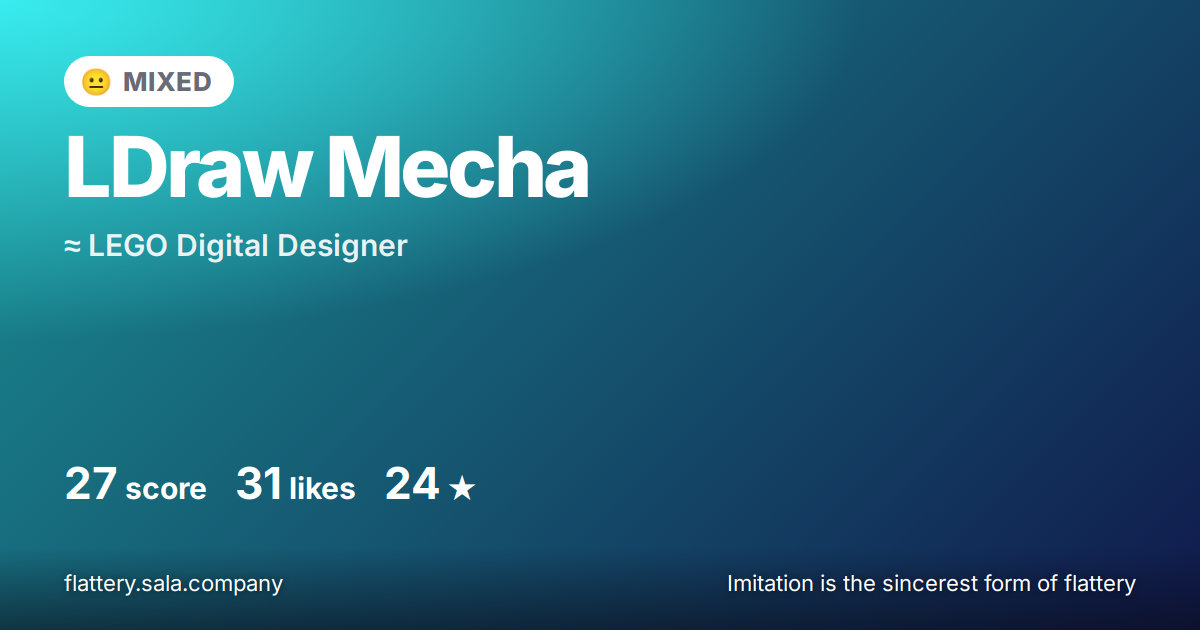 😐 MIXED
LDraw Mecha
≈ LEGO Digital Designer
27 score 31 likes 24 ★
flattery.sala.company
Imitation is the sincerest form of flattery